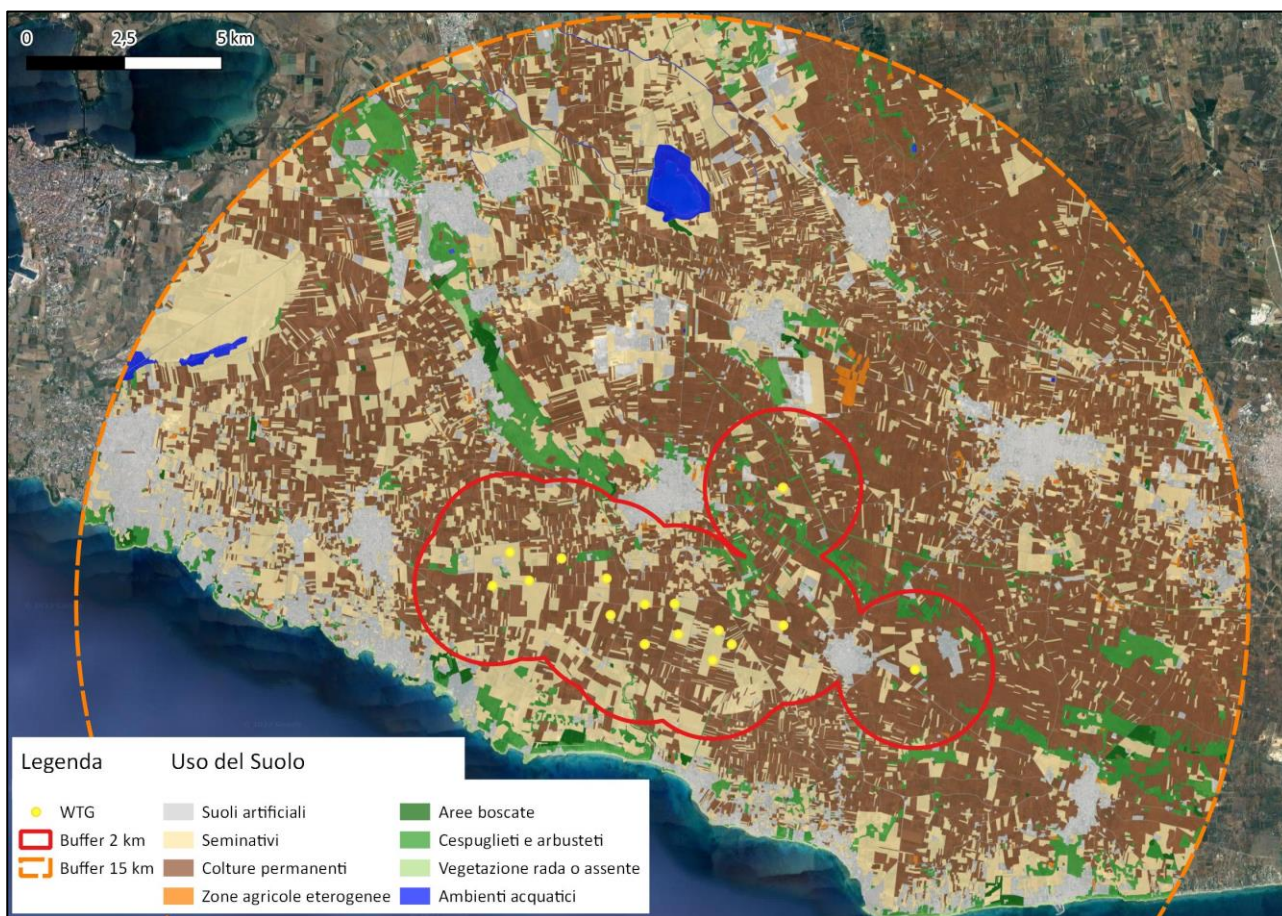 0 2,5 5 km
Legenda
Uso del Suolo
WTG
Buffer 2 km
Buffer 15 km
Suoli artificiali
Seminativi
Colture permanenti
Zone agricole eterogenee
Aree boscate
Cespuglieti e arbusteti
Vegetazione rada o assente
Ambienti acquatici